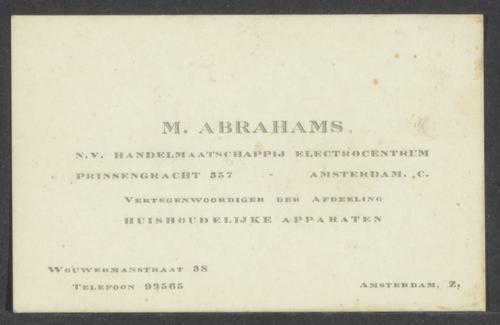 M. ABRAHAMS
N.V. HANDELMAATSCHAPPIJ ELECTROCENTRUM
PRINSENGRACHT 357 - AMSTERDAM, C.
VERTEGENWOORDIGER DER AFDEELING
HUISHOUDELIJKE APPARATEN
WOUWERMANSTRAAT 38
TELEFOON 92565 AMSTERDAM, Z.